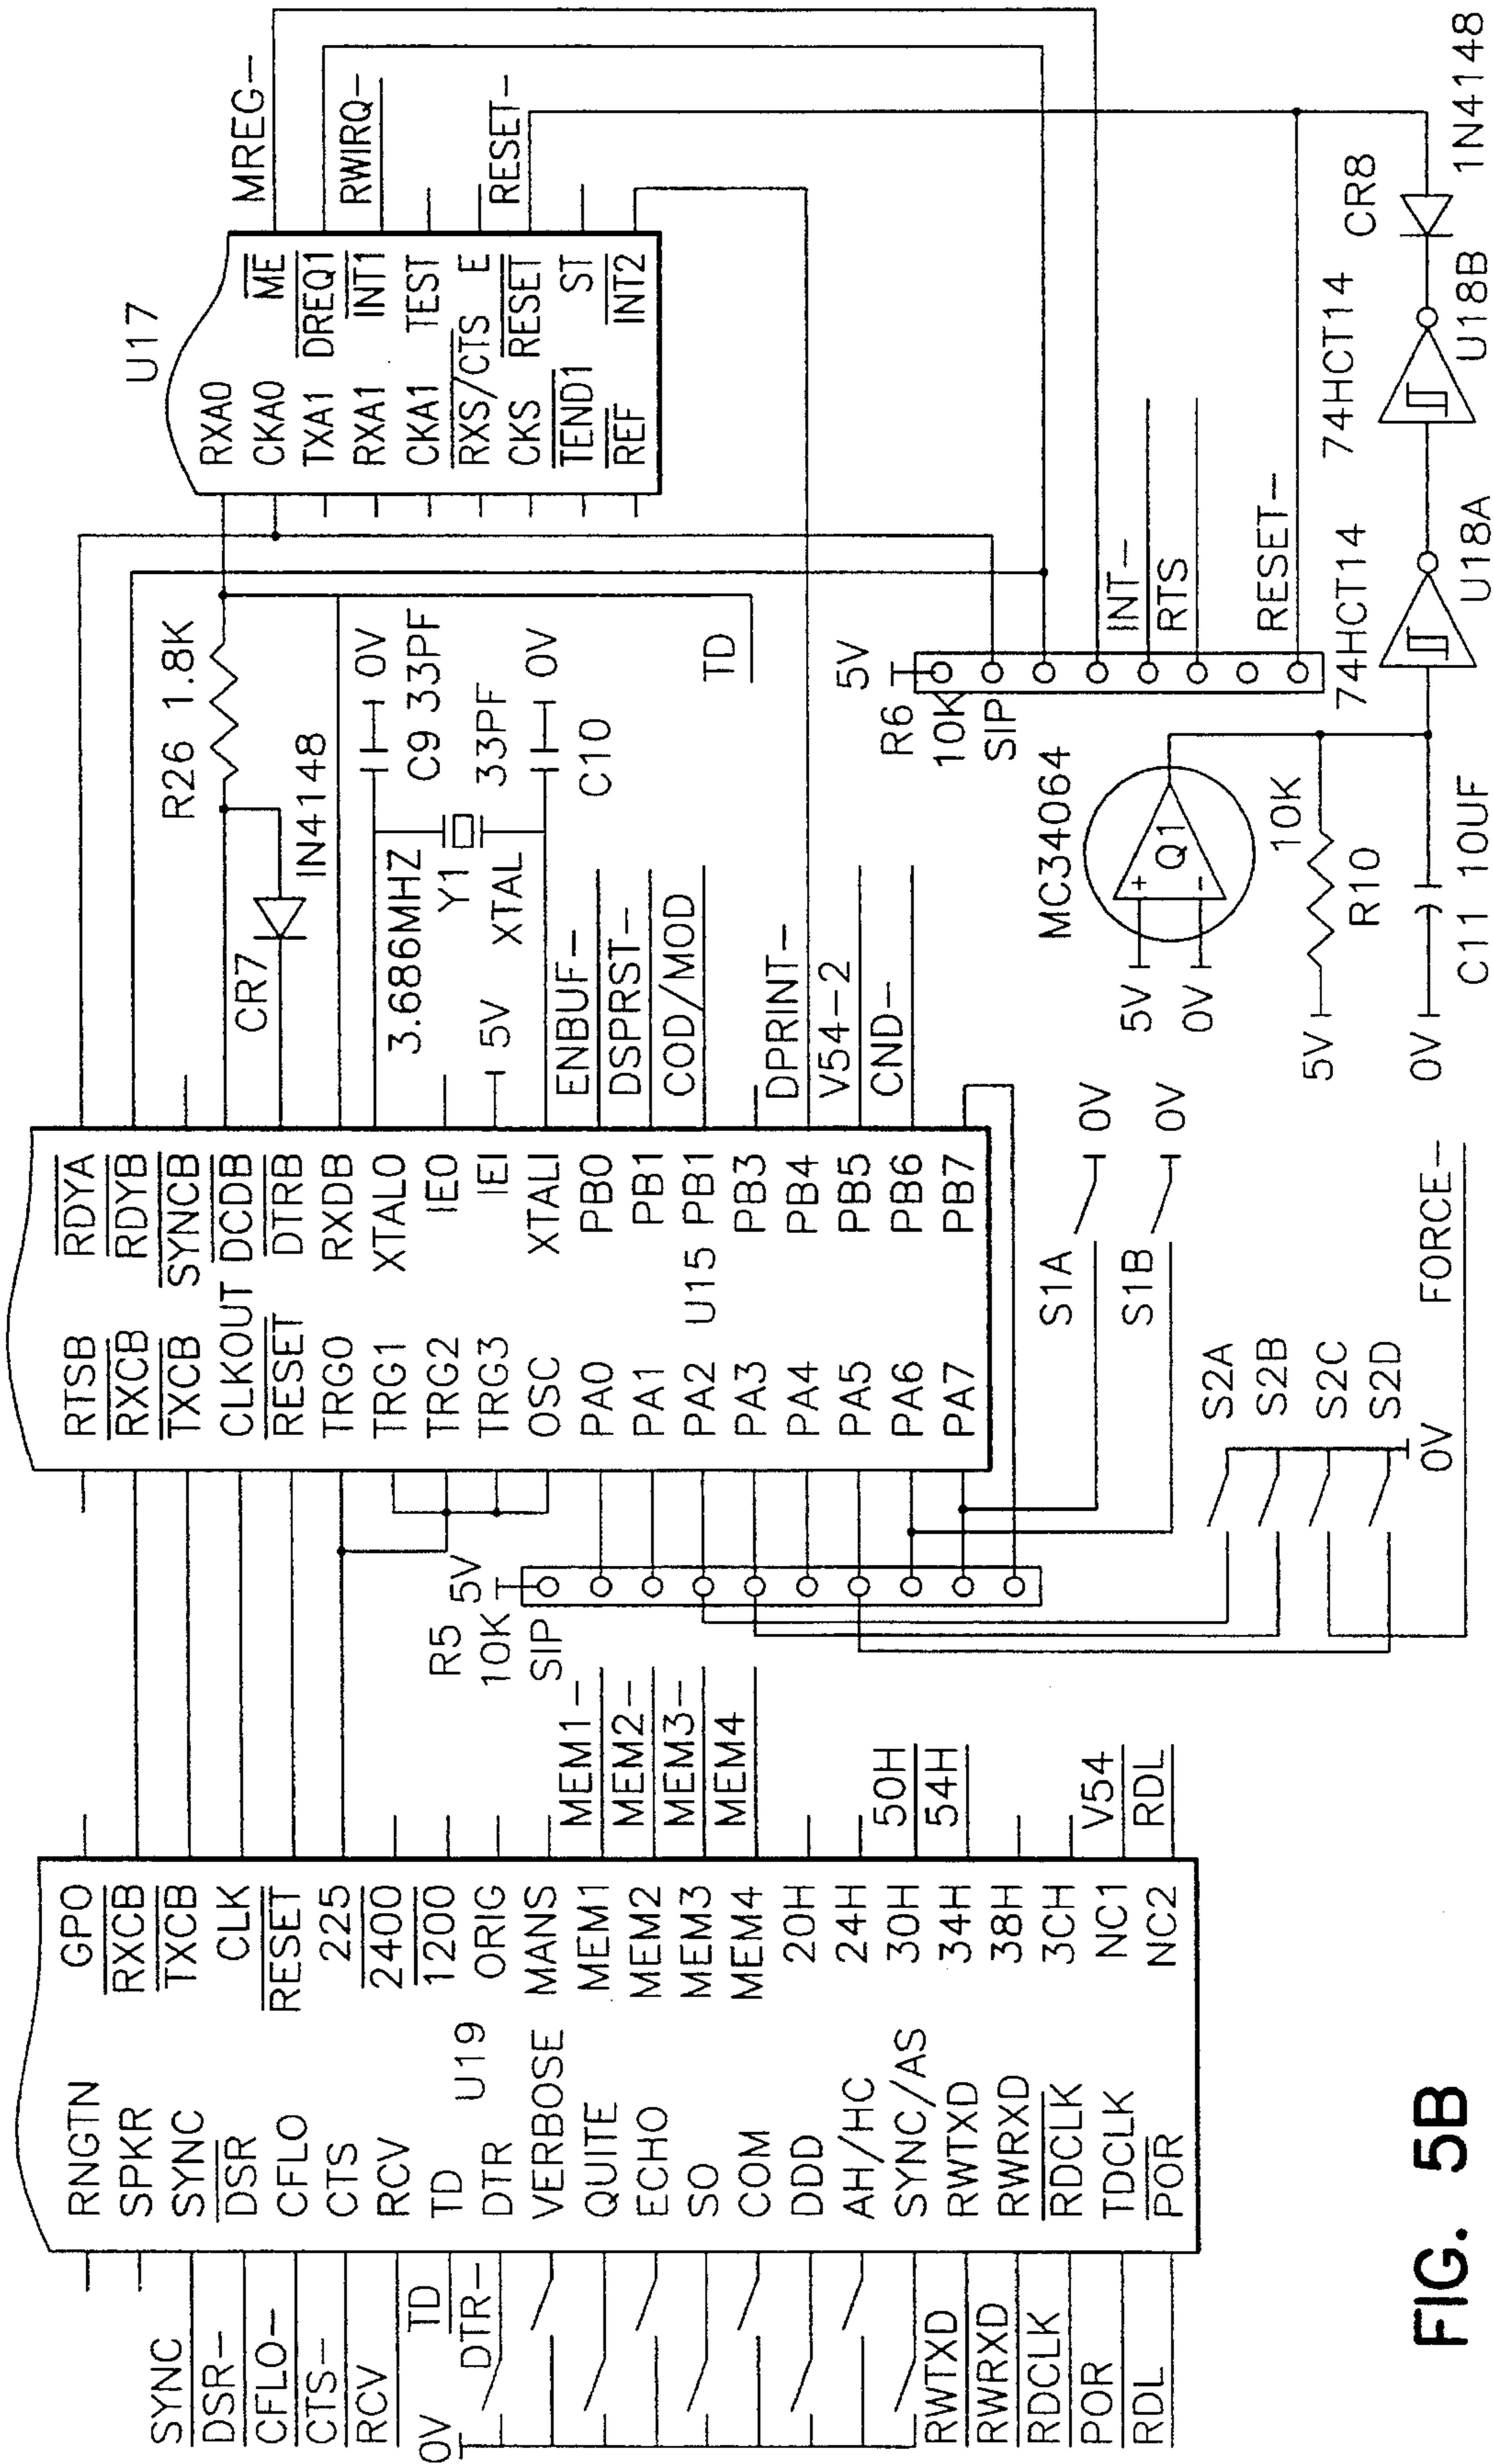 U17
RXA0
CKA0
TXA1
RXA1
CKA1
RXS/CTS
CKS
TEND1
REF
ME
DREQ1
INT1
TEST
E
RESET
ST
INT2
MREG-
RWIRQ-
RESET-
R26 1.8K
CR7
IN4148
0V
C9 33PF
3.686MHZ
Y1
XTAL
33PF
0V
C10
5V
TD
ENBUF-
DSPRST-
COD/MOD
DPRINT-
V54-2
CND-
RTSB
RXCB
TXCB
CLKOUT
RESET
TRG0
TRG1
TRG2
TRG3
OSC
PA0
PA1
PA2
PA3
PA4
PA5
PA6
PA7
U15
RDYA
RDYB
SYNCB
DCDB
DTRB
RXDB
XTALO
IEO
IEI
XTALI
PB0
PB1
PB1
PB3
PB4
PB5
PB6
PB7
5V
R6
10K
SIP
INT-
RTS
RESET-
MC34064
Q1
+
-
5V
0V
10K
R10
5V
0V
C11 10UF
74HCT14
U18A
74HCT14
U18B
CR8
1N4148
S1A
0V
S1B
0V
R5
10K
SIP
5V
S2A
S2B
S2C
S2D
0V
FORCE-
RNGTN
SPKR
SYNC
DSR
CFLO
CTS
RCV
TD
DTR
VERBOSE
QUITE
ECHO
SO
COM
DDD
AH/HC
SYNC/AS
RWTXD
RWRXD
RDCLK
TDCLK
POR
U19
GPO
RXCB
TXCB
CLK
RESET
225
2400
1200
ORIG
MANS
MEM1
MEM2
MEM3
MEM4
20H
24H
30H
34H
38H
3CH
NC1
NC2
MEM1-
MEM2-
MEM3-
MEM4
50H
54H
V54
RDL
SYNC
DSR-
CFLO-
CTS-
RCV
TD
DTR-
0V
RWTXD
RWRXD
RDCLK
POR
RDL
FIG. 5B